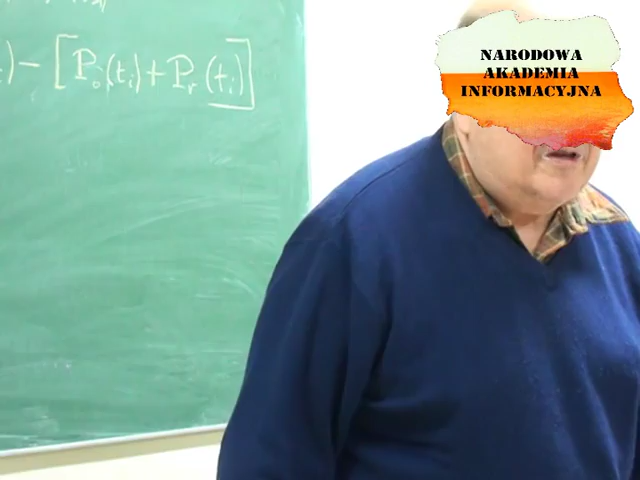 ) − [P₀(tᵢ) + Pᵣ(tᵢ)]
NARODOWA
AKADEMIA
INFORMACYJNA